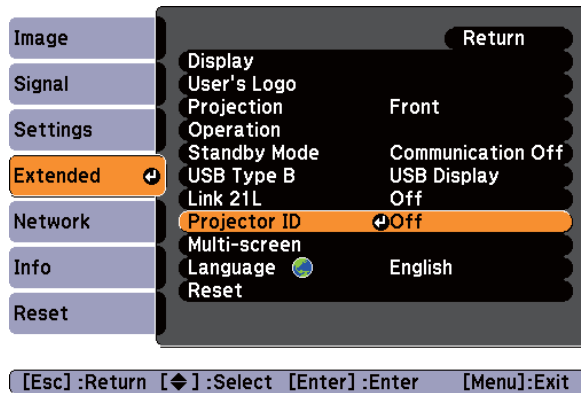 Image
Signal
Settings
Extended
Network
Info
Reset
Return
Display
User's Logo
Projection Front
Operation
Standby Mode Communication Off
USB Type B USB Display
Link 21L Off
Projector ID Off
Multi-screen
Language English
Reset
[Esc] :Return [ ] :Select [Enter] :Enter [Menu]:Exit